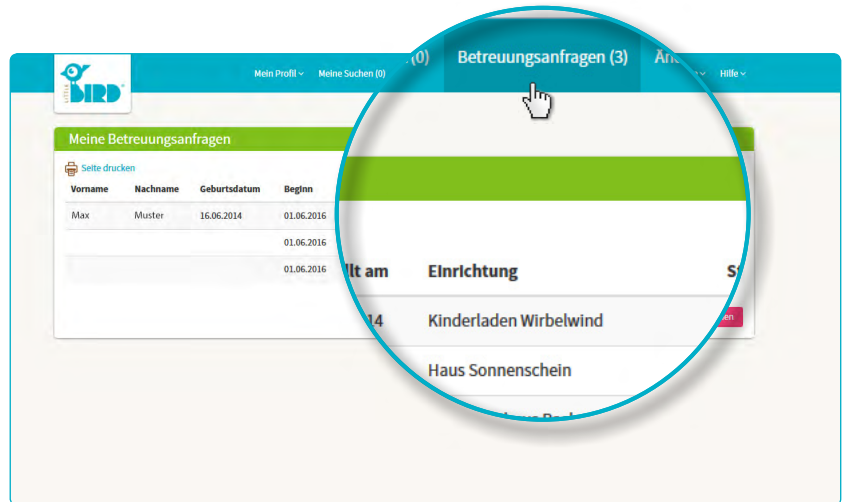 LITTLE BIRD
Mein Profil Meine Suchen (0) (0) Betreuungsanfragen (3) Hilfe
Meine Betreuungsanfragen
Seite drucken
Vorname Nachname Geburtsdatum Beginn llt am Einrichtung
Max Muster 16.06.2014 01.06.2016 14 Kinderladen Wirbelwind
01.06.2016 Haus Sonnenschein
01.06.2016